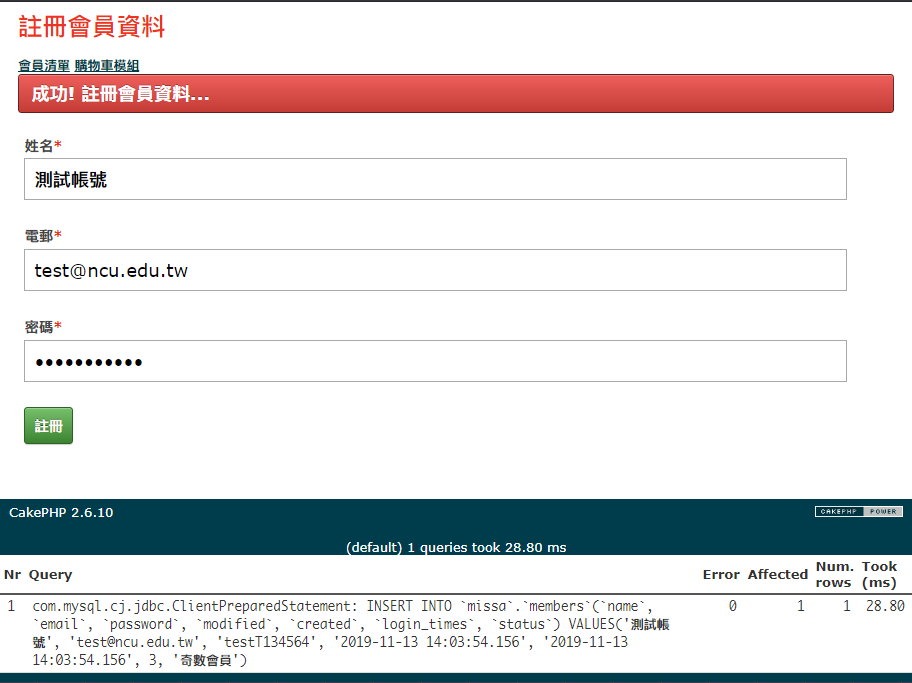 註冊會員資料
會員清單 購物車模組
成功! 註冊會員資料...
姓名*
測試帳號
電郵*
test@ncu.edu.tw
密碼*
•••••••••••
註冊
CakePHP 2.6.10
CAKEPHP POWER
(default) 1 queries took 28.80 ms
Nr Query Error Affected Num. rows Took (ms)
1 com.mysql.cj.jdbc.ClientPreparedStatement: INSERT INTO `missa`.`members`(`name`, 0 1 1 28.80
`email`, `password`, `modified`, `created`, `login_times`, `status`) VALUES('測試帳
號', 'test@ncu.edu.tw', 'testT134564', '2019-11-13 14:03:54.156', '2019-11-13
14:03:54.156', 3, '奇數會員')